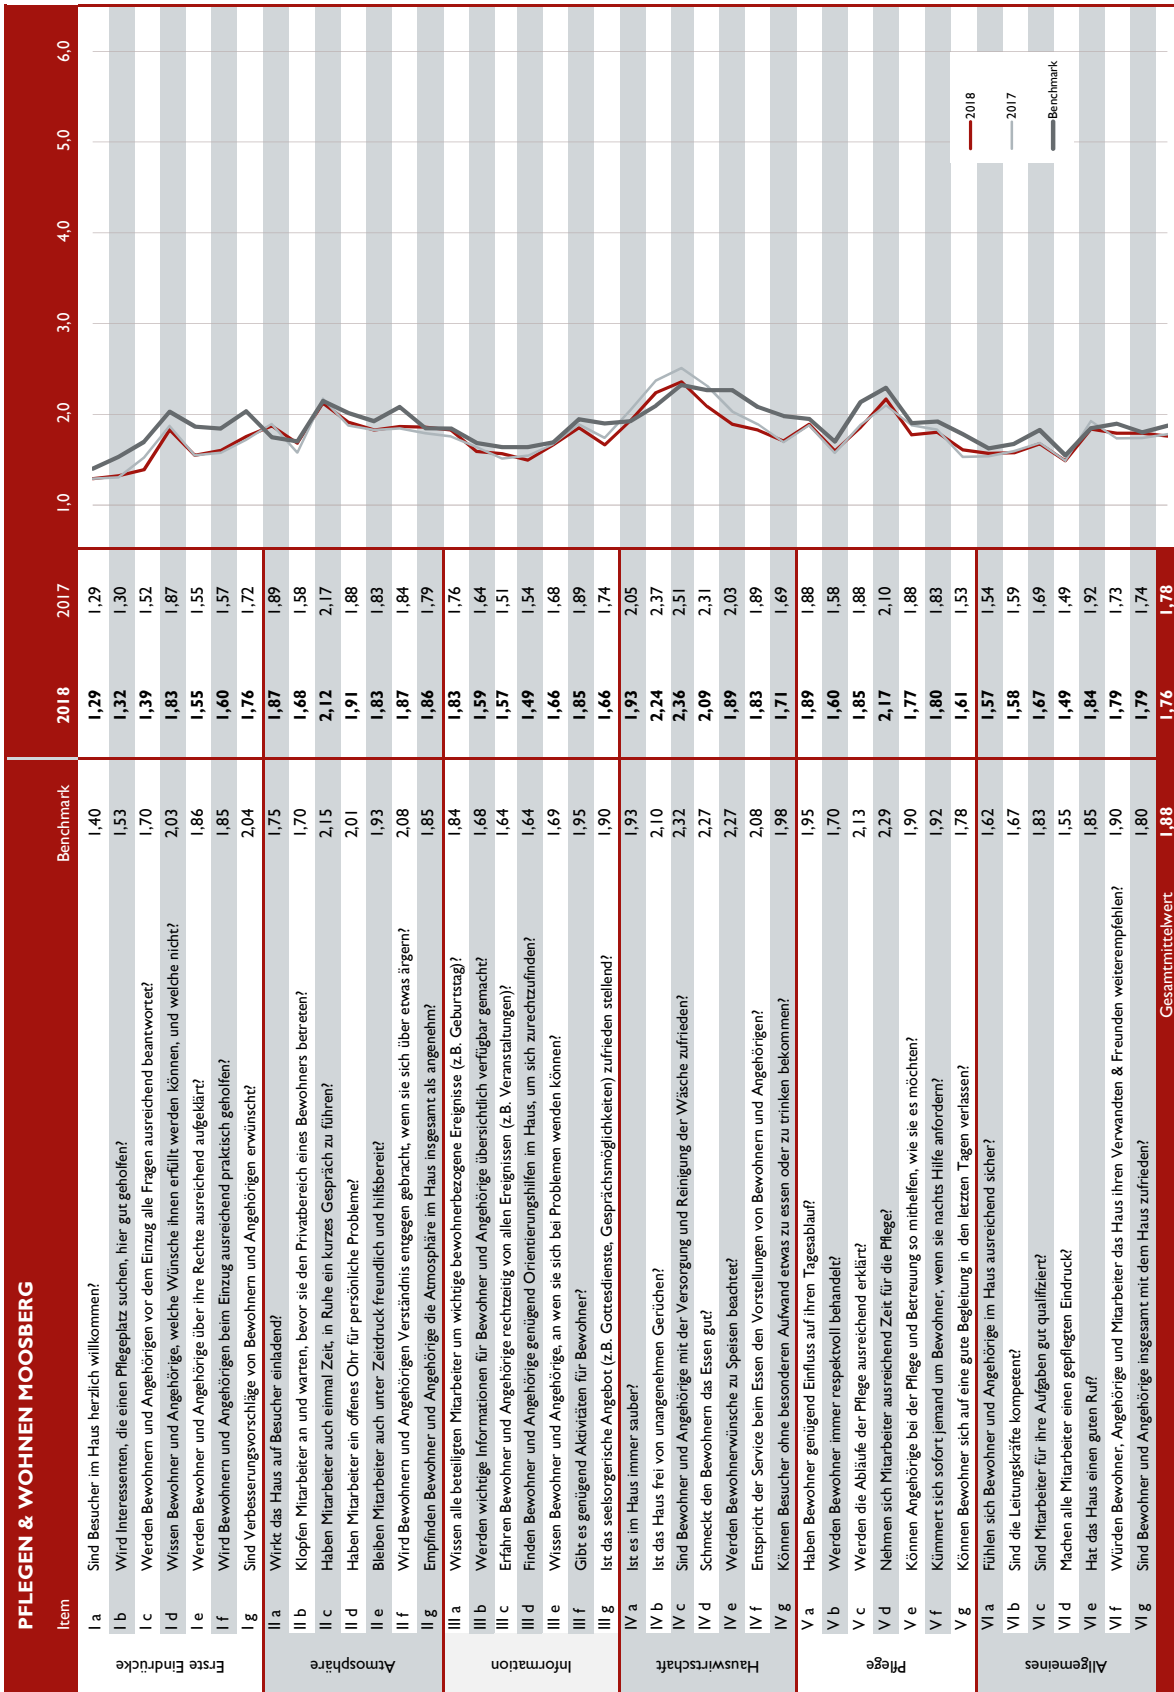 PFLEGEN & WOHNEN MOOSBERG
Item Benchmark 2018 2017 1,0 2,0 3,0 4,0 5,0 6,0
Erste Eindrücke
I a Sind Besucher im Haus herzlich willkommen? 1,40 1,29 1,29
I b Wird Interessenten, die einen Pflegeplatz suchen, hier gut geholfen? 1,53 1,32 1,30
I c Werden Bewohnern und Angehörigen vor dem Einzug alle Fragen ausreichend beantwortet? 1,70 1,39 1,52
I d Wissen Bewohner und Angehörige, welche Wünsche ihnen erfüllt werden können, und welche nicht? 2,03 1,83 1,87
I e Werden Bewohner und Angehörige über ihre Rechte ausreichend aufgeklärt? 1,86 1,55 1,55
I f Wird Bewohnern und Angehörigen beim Einzug ausreichend praktisch geholfen? 1,85 1,60 1,57
I g Sind Verbesserungsvorschläge von Bewohnern und Angehörigen erwünscht? 2,04 1,76 1,72
Atmosphäre
II a Wirkt das Haus auf Besucher einladend? 1,75 1,87 1,89
II b Klopfen Mitarbeiter an und warten, bevor sie den Privatbereich eines Bewohners betreten? 1,70 1,68 1,58
II c Haben Mitarbeiter auch einmal Zeit, in Ruhe ein kurzes Gespräch zu führen? 2,15 2,12 2,17
II d Haben Mitarbeiter ein offenes Ohr für persönliche Probleme? 2,01 1,91 1,88
II e Bleiben Mitarbeiter auch unter Zeitdruck freundlich und hilfsbereit? 1,93 1,83 1,83
II f Wird Bewohnern und Angehörigen Verständnis entgegen gebracht, wenn sie sich über etwas ärgern? 2,08 1,87 1,84
II g Empfinden Bewohner und Angehörige die Atmosphäre im Haus insgesamt als angenehm? 1,85 1,86 1,79
Information
III a Wissen alle beteiligten Mitarbeiter um wichtige bewohnerbezogene Ereignisse (z.B. Geburtstag)? 1,84 1,83 1,76
III b Werden wichtige Informationen für Bewohner und Angehörige übersichtlich verfügbar gemacht? 1,68 1,59 1,64
III c Erfahren Bewohner und Angehörige rechtzeitig von allen Ereignissen (z.B. Veranstaltungen)? 1,64 1,57 1,51
III d Finden Bewohner und Angehörige genügend Orientierungshilfen im Haus, um sich zurechtzufinden? 1,64 1,49 1,54
III e Wissen Bewohner und Angehörige, an wen sie sich bei Problemen wenden können? 1,69 1,66 1,68
III f Gibt es genügend Aktivitäten für Bewohner? 1,95 1,85 1,89
III g Ist das seelsorgerische Angebot (z.B. Gottesdienste, Gesprächsmöglichkeiten) zufrieden stellend? 1,90 1,66 1,74
Hauswirtschaft
IV a Ist es im Haus immer sauber? 1,93 1,93 2,05
IV b Ist das Haus frei von unangenehmen Gerüchen? 2,10 2,24 2,37
IV c Sind Bewohner und Angehörige mit der Versorgung und Reinigung der Wäsche zufrieden? 2,32 2,36 2,51
IV d Schmeckt den Bewohnern das Essen gut? 2,27 2,09 2,31
IV e Werden Bewohnerwünsche zu Speisen beachtet? 2,27 1,89 2,03
IV f Entspricht der Service beim Essen den Vorstellungen von Bewohnern und Angehörigen? 2,08 1,83 1,89
IV g Können Besucher ohne besonderen Aufwand etwas zu essen oder zu trinken bekommen? 1,98 1,71 1,69
Pflege
V a Haben Bewohner genügend Einfluss auf ihren Tagesablauf? 1,95 1,89 1,88
V b Werden Bewohner immer respektvoll behandelt? 1,70 1,60 1,58
V c Werden die Abläufe der Pflege ausreichend erklärt? 2,13 1,85 1,88
V d Nehmen sich Mitarbeiter ausreichend Zeit für die Pflege? 2,29 2,17 2,10
V e Können Angehörige bei der Pflege und Betreuung so mithelfen, wie sie es möchten? 1,90 1,77 1,88
V f Kümmert sich sofort jemand um Bewohner, wenn sie nachts Hilfe anfordern? 1,92 1,80 1,83
V g Können Bewohner sich auf eine gute Begleitung in den letzten Tagen verlassen? 1,78 1,61 1,53
Allgemeines
VI a Fühlen sich Bewohner und Angehörige im Haus ausreichend sicher? 1,62 1,57 1,54
VI b Sind die Leitungskräfte kompetent? 1,67 1,58 1,59
VI c Sind Mitarbeiter für ihre Aufgaben gut qualifiziert? 1,83 1,67 1,69
VI d Machen alle Mitarbeiter einen gepflegten Eindruck? 1,55 1,49 1,49
VI e Hat das Haus einen guten Ruf? 1,85 1,84 1,92
VI f Würden Bewohner, Angehörige und Mitarbeiter das Haus ihren Verwandten & Freunden weiterempfehlen? 1,90 1,79 1,73
VI g Sind Bewohner und Angehörige insgesamt mit dem Haus zufrieden? 1,80 1,79 1,74
Gesamtmittelwert 1,88 1,76 1,78
2018
2017
Benchmark